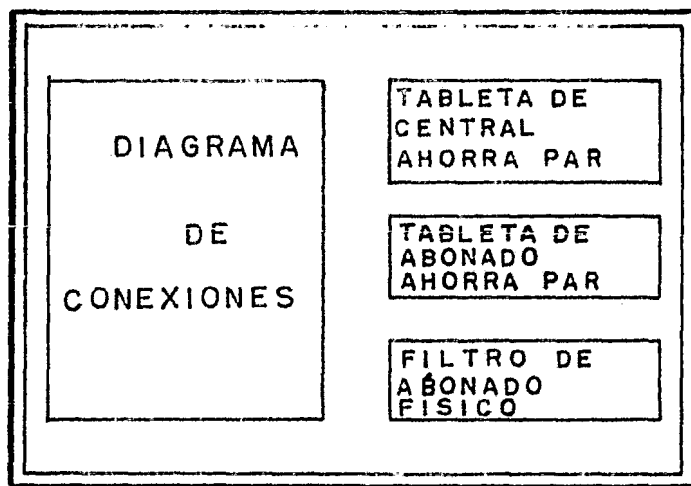 DIAGRAMA
DE
CONEXIONES
TABLETA DE
CENTRAL
AHORRA PAR
TABLETA DE
ABONADO
AHORRA PAR
FILTRO DE
ABONADO
FISICO